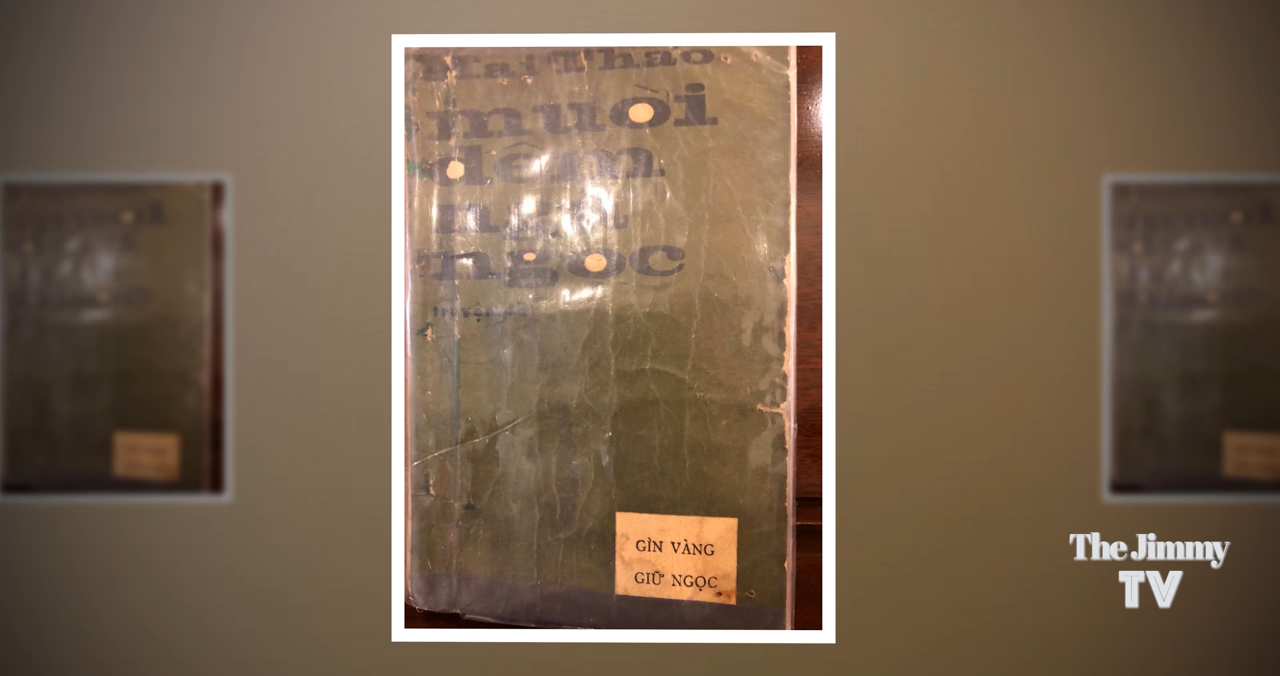 Mai Thảo
mười
đêm
ngọc
GÌN VÀNG
GIỮ NGỌC
The Jimmy
TV